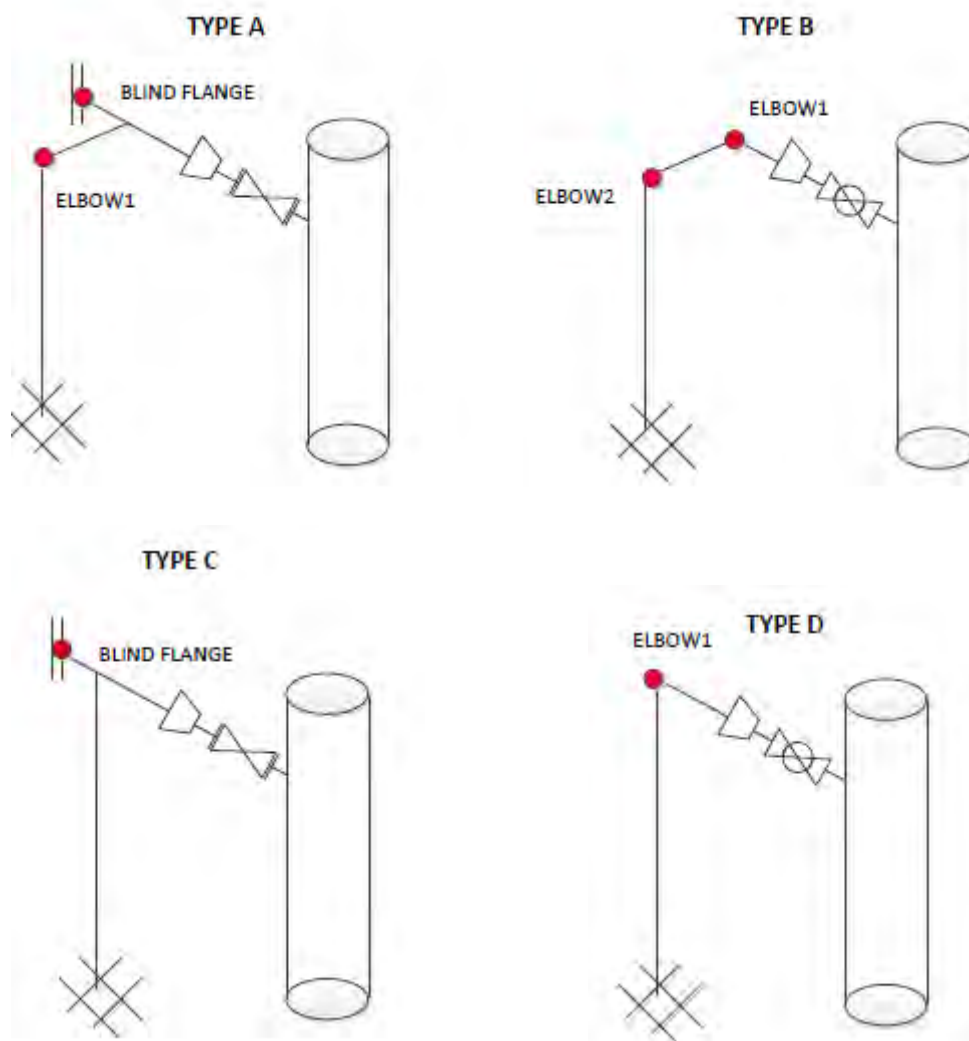 TYPE A
TYPE B
BLIND FLANGE
ELBOW1
ELBOW2
ELBOW1
TYPE C
TYPE D
BLIND FLANGE
ELBOW1